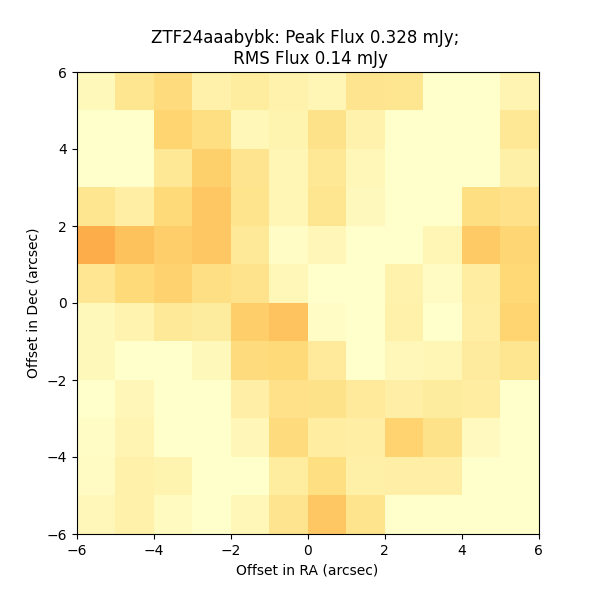 ZTF24aaabybk: Peak Flux 0.328 mJy;
RMS Flux 0.14 mJy
6
4
2
0
−2
−4
−6
Offset in Dec (arcsec)
−6 −4 −2 0 2 4 6
Offset in RA (arcsec)